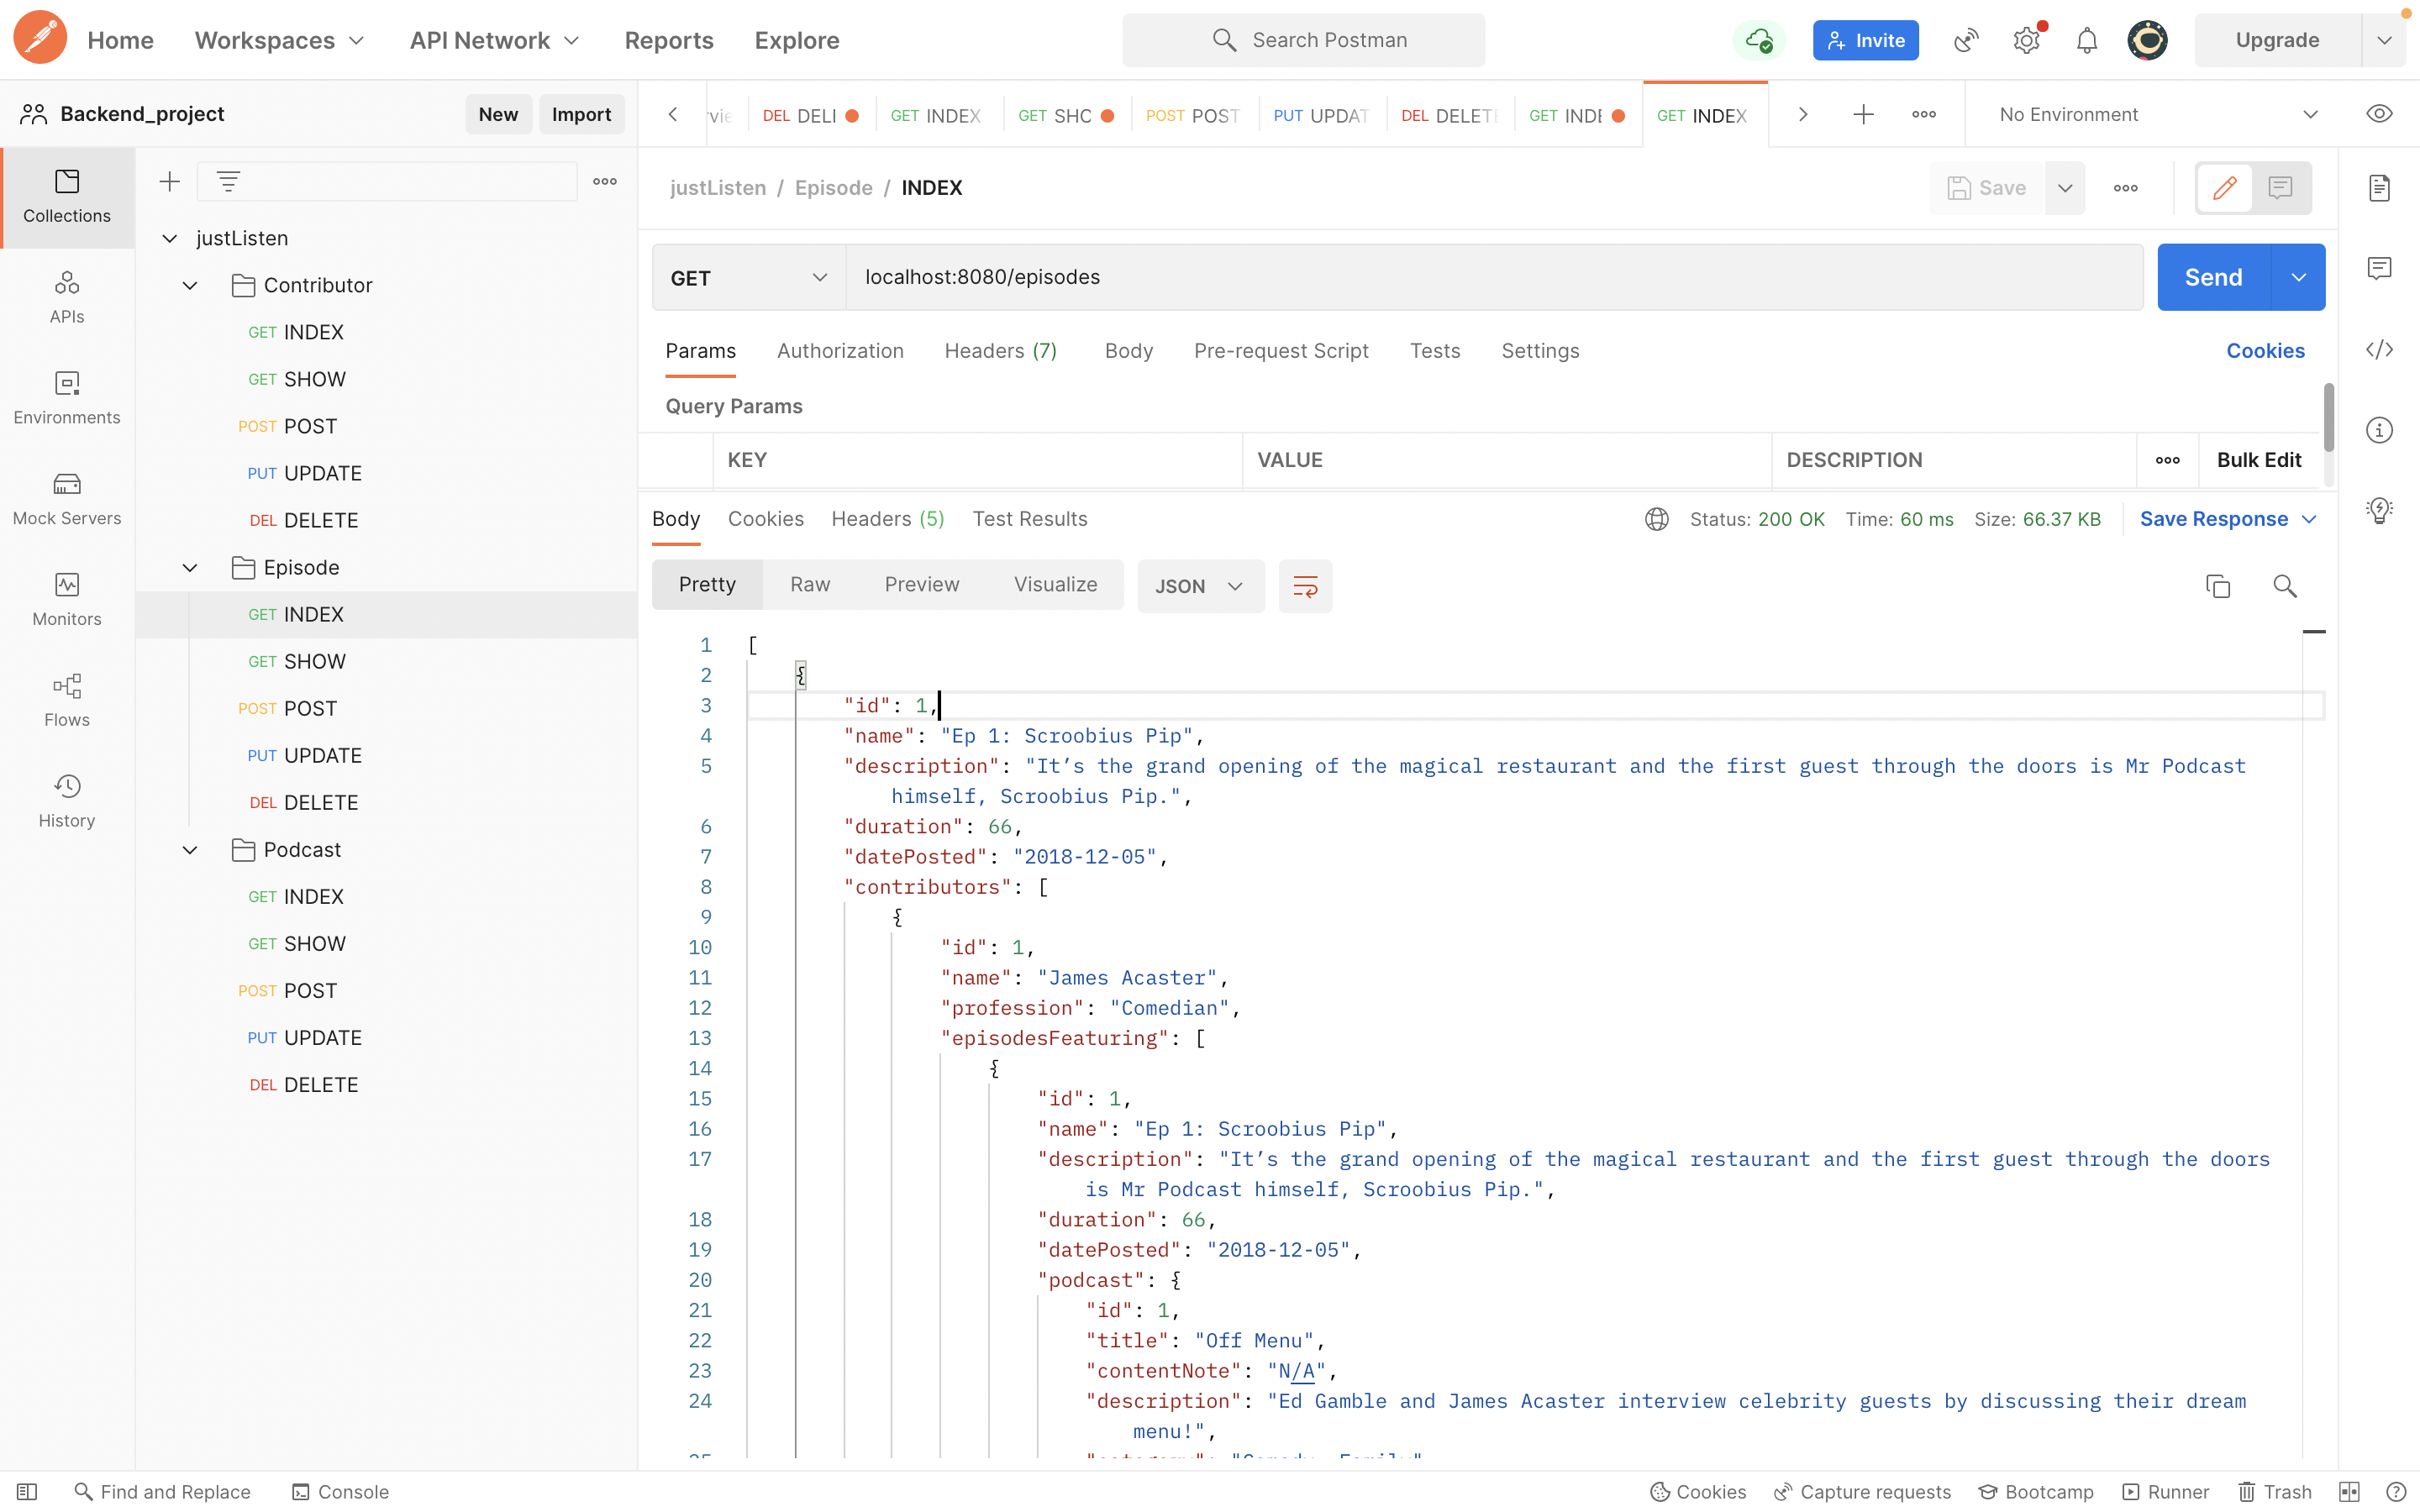 Home Workspaces API Network Reports Explore Search Postman Invite Upgrade
Backend_project New Import
DEL DELI GET INDEX GET SHC POST POST PUT UPDAT DEL DELET GET INDE GET INDEX No Environment
Collections
APIs
Environments
Mock Servers
Monitors
Flows
History
justListen
Contributor
GET INDEX
GET SHOW
POST POST
PUT UPDATE
DEL DELETE
Episode
GET INDEX
GET SHOW
POST POST
PUT UPDATE
DEL DELETE
Podcast
GET INDEX
GET SHOW
POST POST
PUT UPDATE
DEL DELETE
justListen / Episode / INDEX Save
GET localhost:8080/episodes Send
Params Authorization Headers (7) Body Pre-request Script Tests Settings Cookies
Query Params
KEY VALUE DESCRIPTION Bulk Edit
Body Cookies Headers (5) Test Results Status: 200 OK Time: 60 ms Size: 66.37 KB Save Response
Pretty Raw Preview Visualize JSON
1 [
2 {
3 "id": 1,
4 "name": "Ep 1: Scroobius Pip",
5 "description": "It’s the grand opening of the magical restaurant and the first guest through the doors is Mr Podcast
himself, Scroobius Pip.",
6 "duration": 66,
7 "datePosted": "2018-12-05",
8 "contributors": [
9 {
10 "id": 1,
11 "name": "James Acaster",
12 "profession": "Comedian",
13 "episodesFeaturing": [
14 {
15 "id": 1,
16 "name": "Ep 1: Scroobius Pip",
17 "description": "It’s the grand opening of the magical restaurant and the first guest through the doors
is Mr Podcast himself, Scroobius Pip.",
18 "duration": 66,
19 "datePosted": "2018-12-05",
20 "podcast": {
21 "id": 1,
22 "title": "Off Menu",
23 "contentNote": "N/A",
24 "description": "Ed Gamble and James Acaster interview celebrity guests by discussing their dream
menu!",
Find and Replace Console Cookies Capture requests Bootcamp Runner Trash